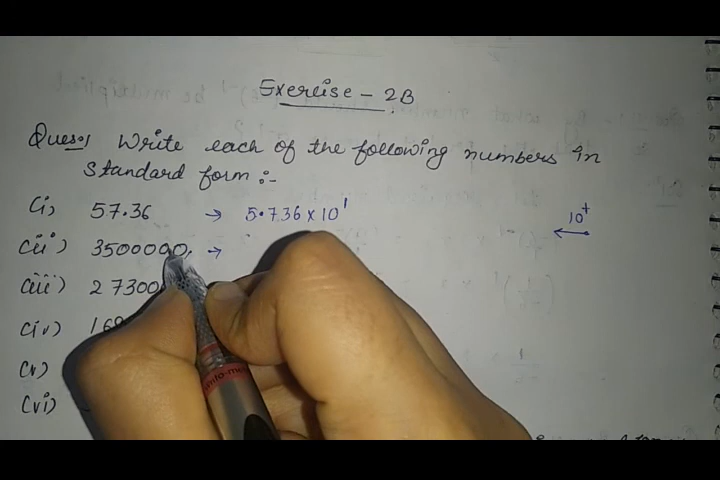 Exercise - 2B
Ques:1 Write each of the following numbers in
Standard form :-
(i) 57.36 → 5.736 × 10¹
10⁺
(ii) 3500000. →
(iii) 27300
(iv)
(v)
(vi)